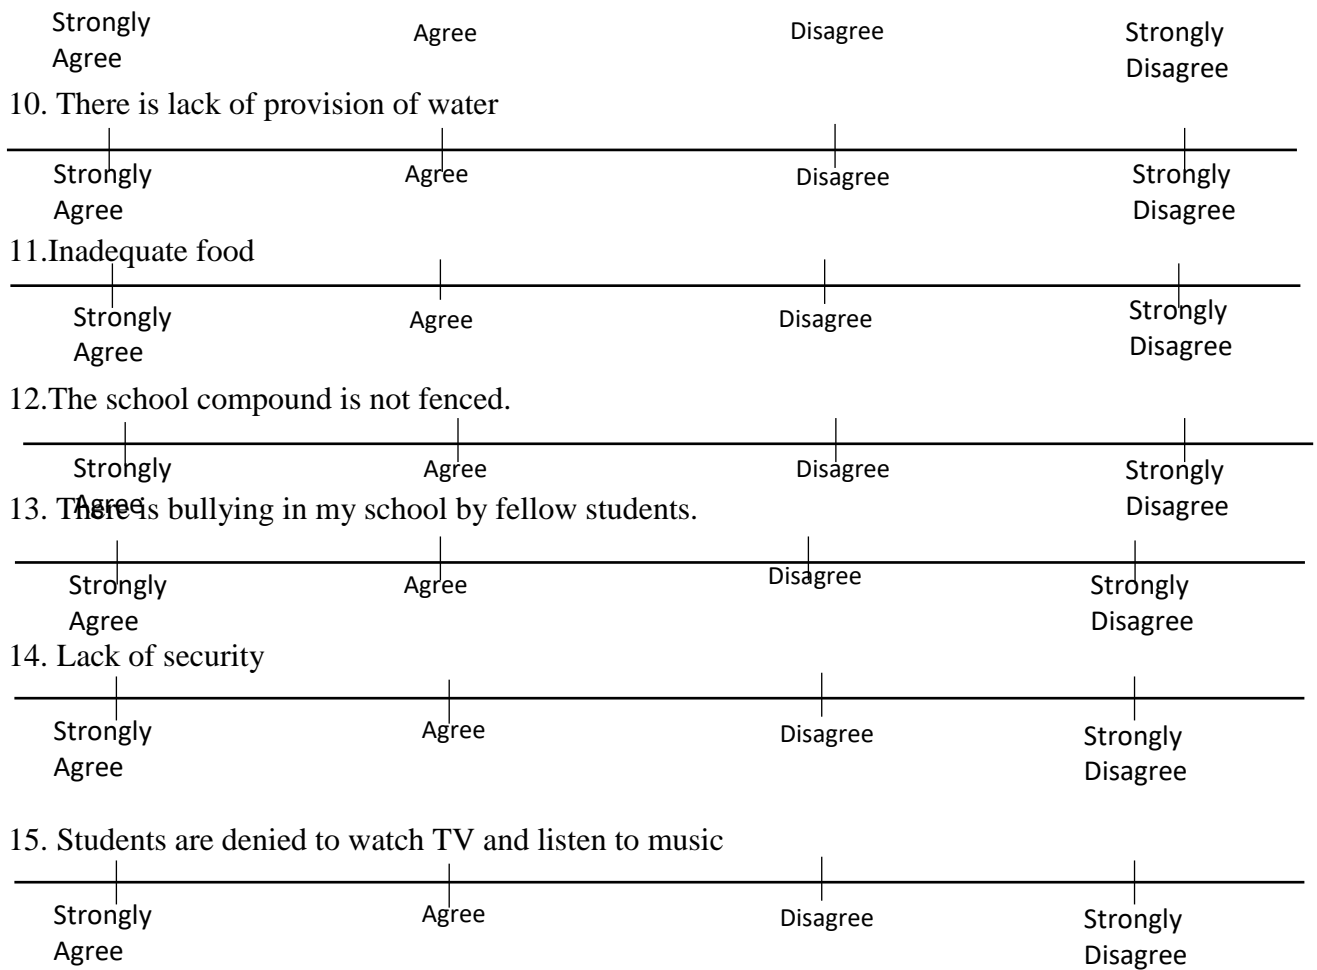 Strongly Agree Disagree Strongly
Agree Disagree
10. There is lack of provision of water
Strongly Agree Disagree Strongly
Agree Disagree
11.Inadequate food
Strongly Agree Disagree Strongly
Agree Disagree
12.The school compound is not fenced.
Strongly Agree Disagree Strongly
Agree Disagree
13. There is bullying in my school by fellow students.
Strongly Agree Disagree Strongly
Agree Disagree
14. Lack of security
Strongly Agree Disagree Strongly
Agree Disagree
15. Students are denied to watch TV and listen to music
Strongly Agree Disagree Strongly
Agree Disagree